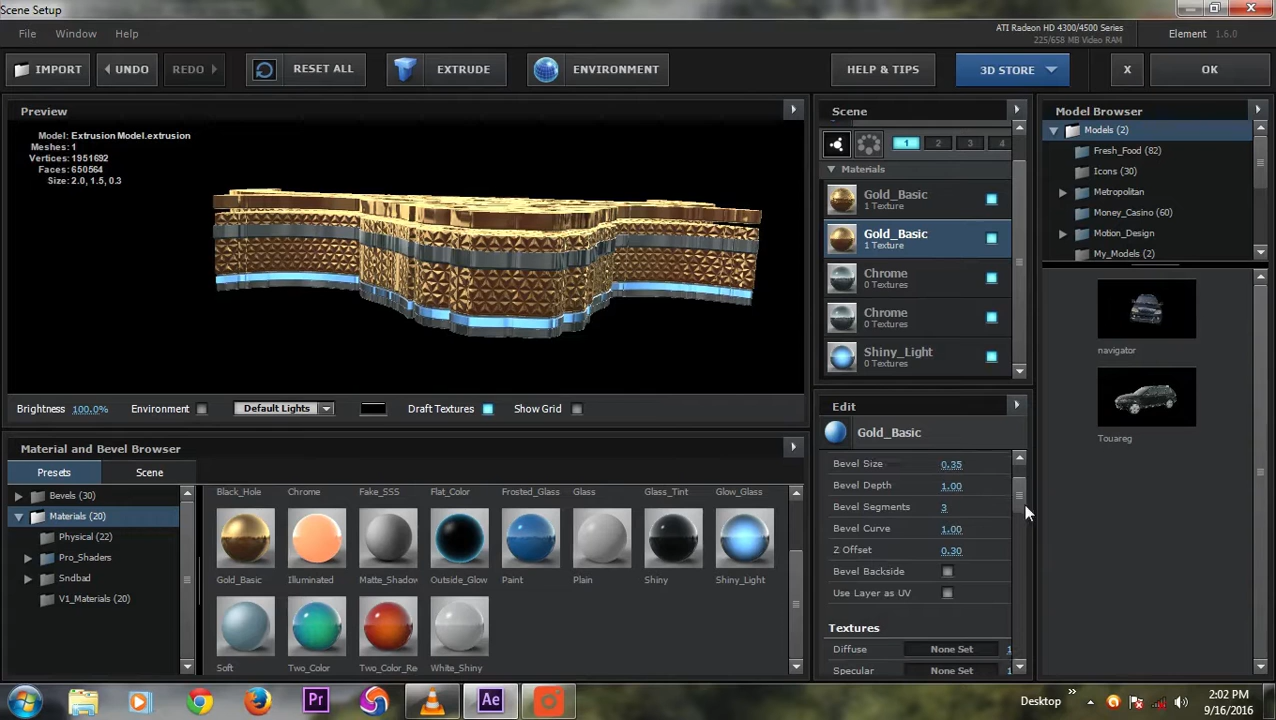 Scene Setup
File Window Help
ATI Radeon HD 4300/4500 Series
225/658 MB Video RAM
Element 1.6.0
IMPORT UNDO REDO RESET ALL EXTRUDE ENVIRONMENT HELP & TIPS 3D STORE X OK
Preview
Model: Extrusion Model.extrusion
Meshes: 1
Vertices: 1951692
Faces: 650564
Size: 2.0, 1.5, 0.3
Brightness 100.0% Environment Default Lights Draft Textures Show Grid
Scene
1 2 3 4
Materials
Gold_Basic
1 Texture
Gold_Basic
1 Texture
Chrome
0 Textures
Chrome
0 Textures
Shiny_Light
0 Textures
Model Browser
Models (2)
Fresh_Food (82)
Icons (30)
Metropolitan
Money_Casino (60)
Motion_Design
My_Models (2)
navigator
Touareg
Material and Bevel Browser
Presets Scene
Bevels (30)
Materials (20)
Physical (22)
Pro_Shaders
Sndbad
V1_Materials (20)
Black_Hole Chrome Fake_SSS Flat_Color Frosted_Glass Glass Glass_Tint Glow_Glass
Gold_Basic Illuminated Matte_Shadow Outside_Glow Paint Plain Shiny Shiny_Light
Soft Two_Color Two_Color_Re White_Shiny
Edit
Gold_Basic
Bevel Size 0.35
Bevel Depth 1.00
Bevel Segments 3
Bevel Curve 1.00
Z Offset 0.30
Bevel Backside
Use Layer as UV
Textures
Diffuse None Set 1
Specular None Set 1
Pr Ae
Desktop
2:02 PM
9/16/2016